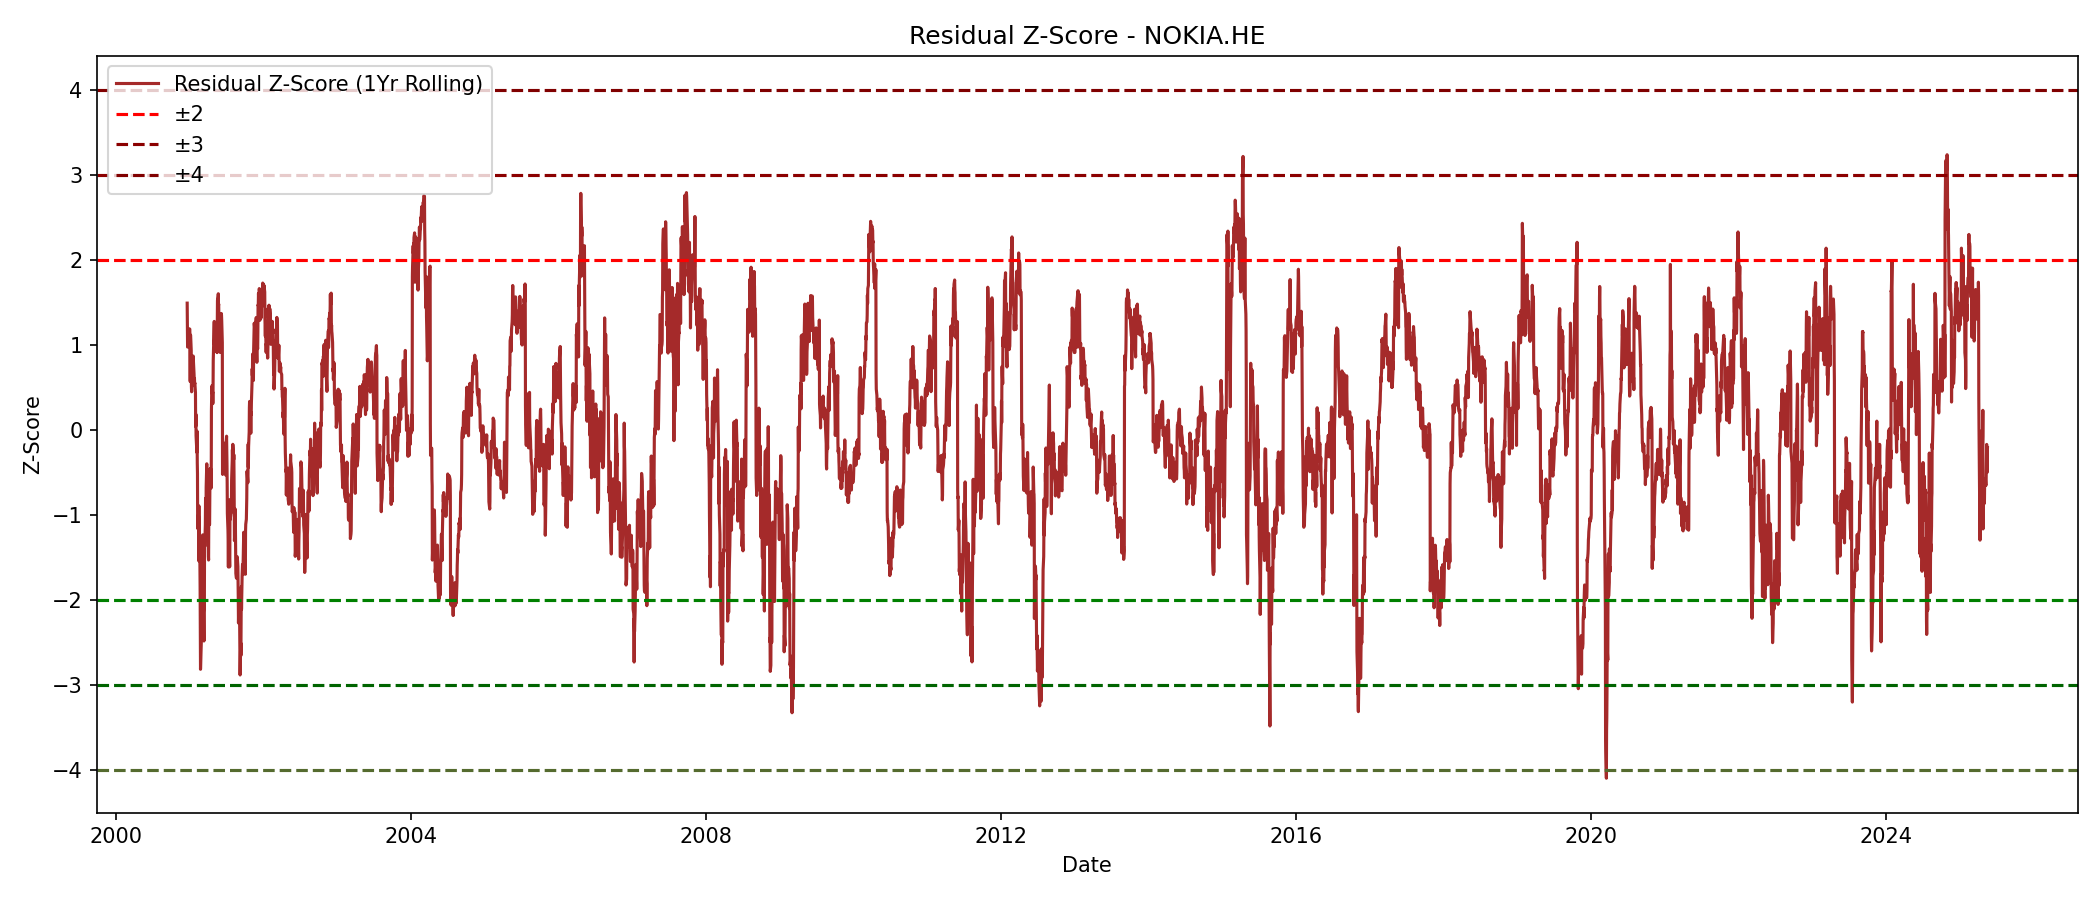 Residual Z-Score - NOKIA.HE
Residual Z-Score (1Yr Rolling)
±2
±3
±4
4
3
2
1
0
−1
−2
−3
−4
Z-Score
2000 2004 2008 2012 2016 2020 2024
Date